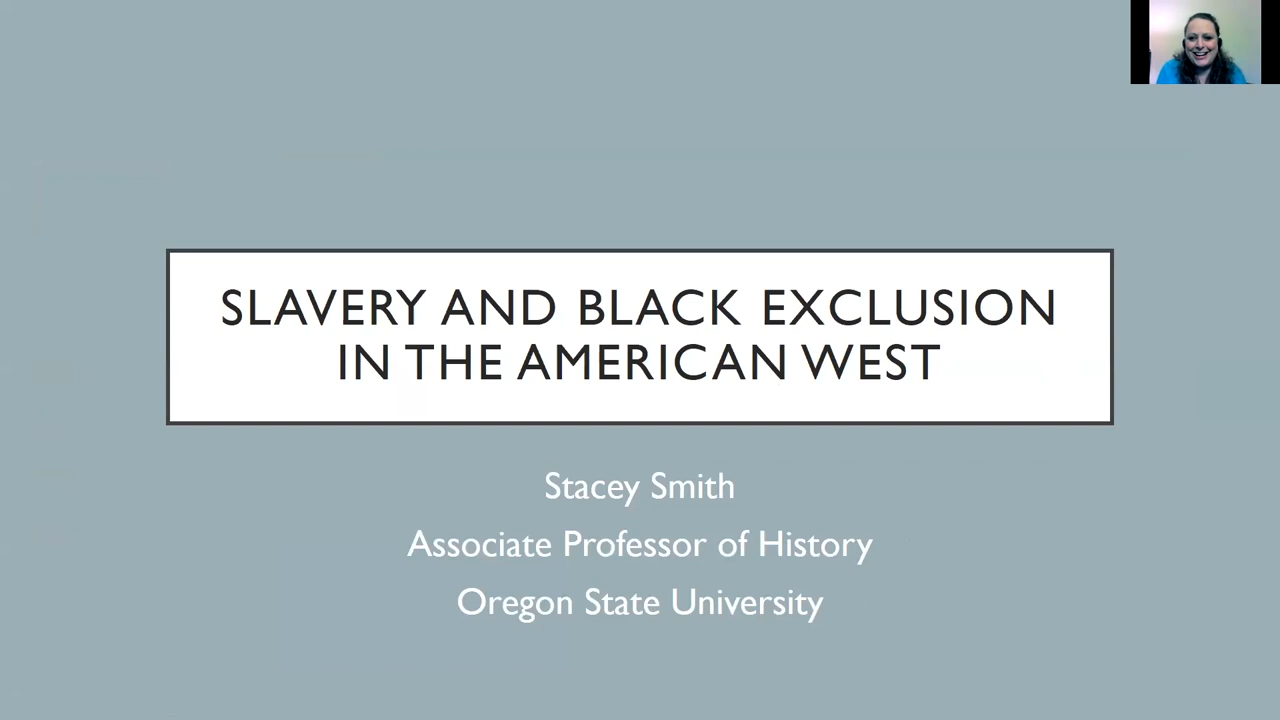 SLAVERY AND BLACK EXCLUSION
IN THE AMERICAN WEST
Stacey Smith
Associate Professor of History
Oregon State University